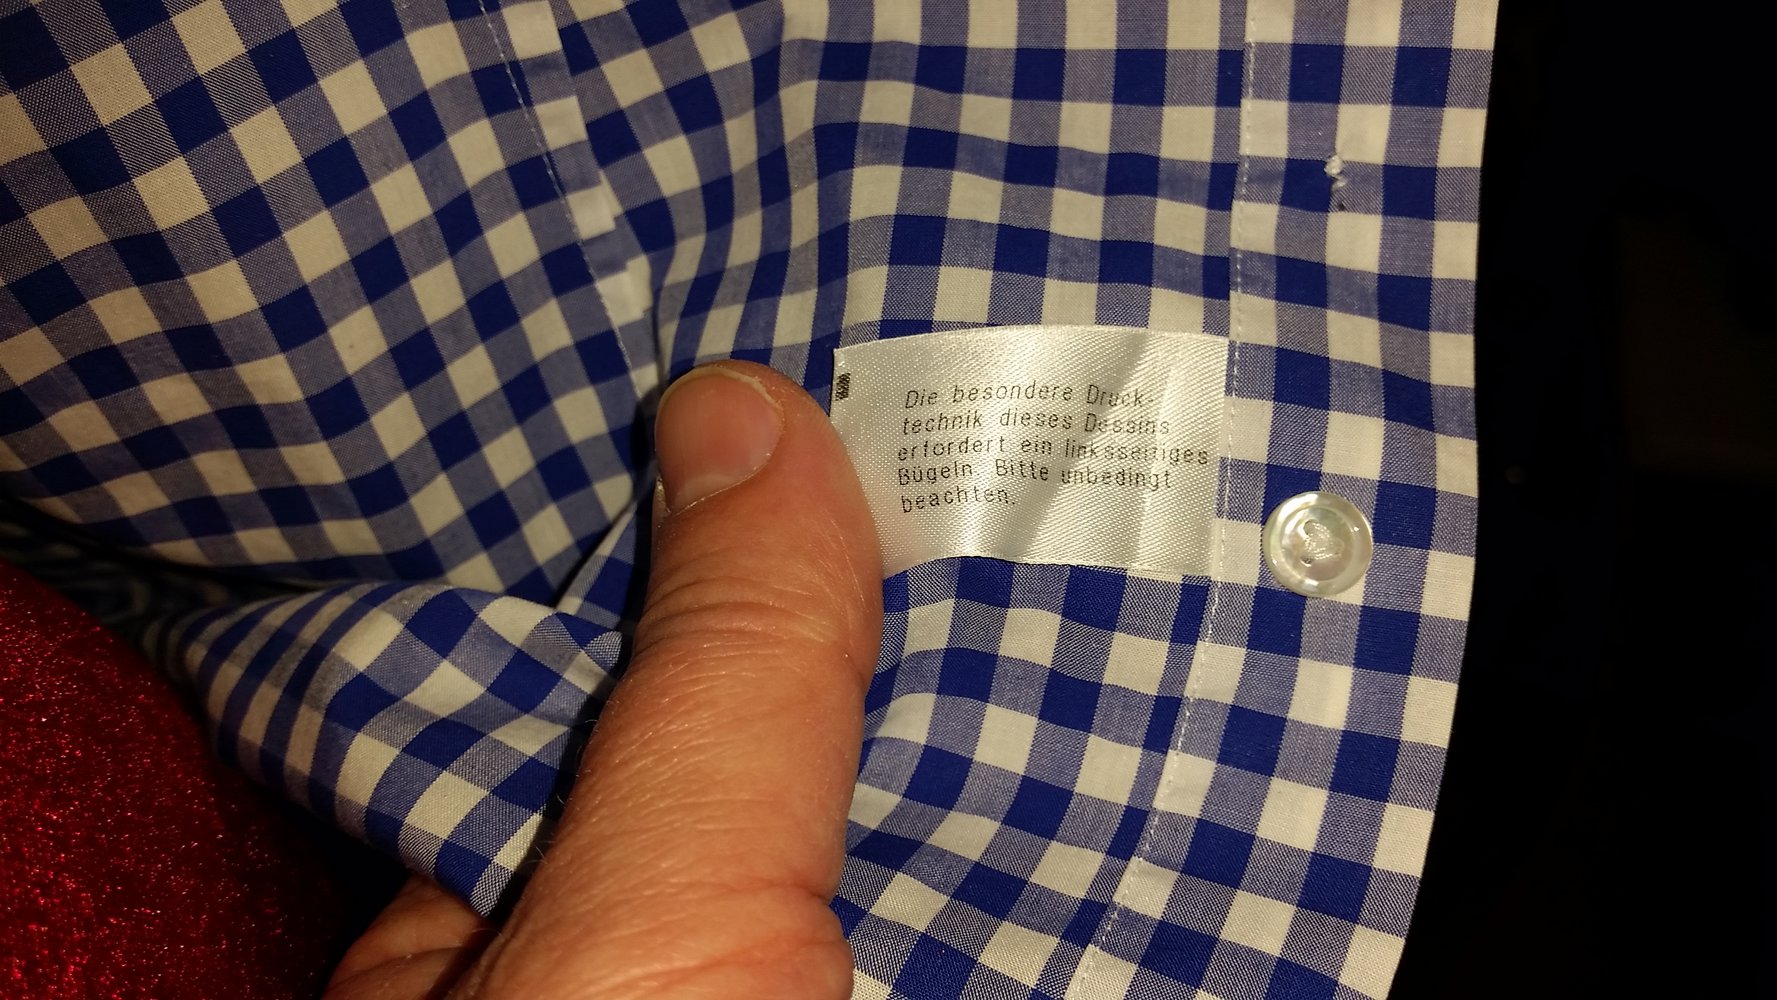 Die besondere Druck-
technik dieses Dessins
erfordert ein linksseitiges
Bügeln. Bitte unbedingt
beachten.